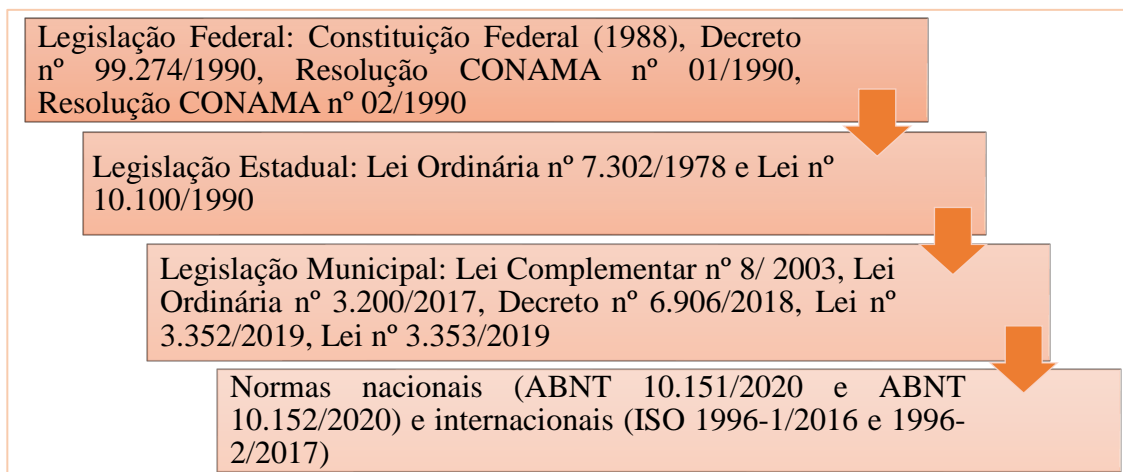 Legislação Federal: Constituição Federal (1988), Decreto
nº 99.274/1990, Resolução CONAMA nº 01/1990,
Resolução CONAMA nº 02/1990
Legislação Estadual: Lei Ordinária nº 7.302/1978 e Lei nº
10.100/1990
Legislação Municipal: Lei Complementar nº 8/ 2003, Lei
Ordinária nº 3.200/2017, Decreto nº 6.906/2018, Lei nº
3.352/2019, Lei nº 3.353/2019
Normas nacionais (ABNT 10.151/2020 e ABNT
10.152/2020) e internacionais (ISO 1996-1/2016 e 1996-
2/2017)